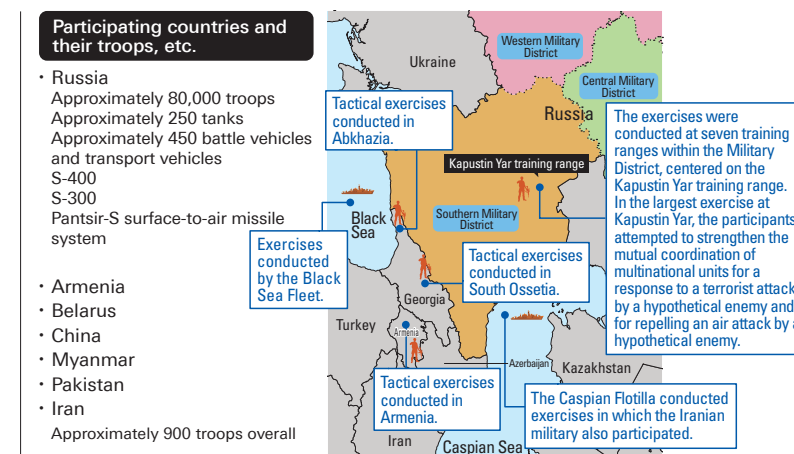 Participating countries and
their troops, etc.
・Russia
Approximately 80,000 troops
Approximately 250 tanks
Approximately 450 battle vehicles
and transport vehicles
S-400
S-300
Pantsir-S surface-to-air missile
system
・Armenia
・Belarus
・China
・Myanmar
・Pakistan
・Iran
Approximately 900 troops overall
Ukraine
Western Military
District
Central Military
District
Russia
Tactical exercises
conducted in
Abkhazia.
Kapustin Yar training range
The exercises were
conducted at seven training
ranges within the Military
District, centered on the
Kapustin Yar training range.
In the largest exercise at
Kapustin Yar, the participants
attempted to strengthen the
mutual coordination of
multinational units for a
response to a terrorist attack
by a hypothetical enemy and
for repelling an air attack by a
hypothetical enemy.
Black
Sea
Southern Military
District
Exercises
conducted
by the Black
Sea Fleet.
Tactical exercises
conducted in
South Ossetia.
Georgia
Turkey
Armenia
Azerbaijan
Kazakhstan
Tactical exercises
conducted in
Armenia.
The Caspian Flotilla conducted
exercises in which the Iranian
military also participated.
Iran
Caspian Sea